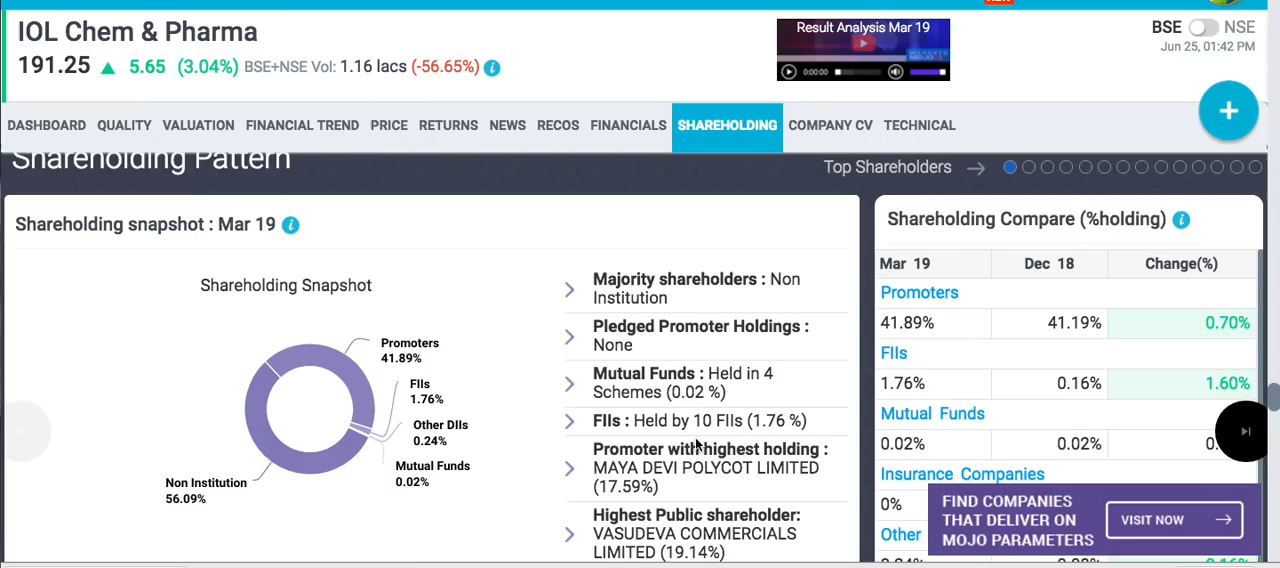 IOL Chem & Pharma
191.25 ▲ 5.65 (3.04%) BSE+NSE Vol: 1.16 lacs (-56.65%) i
Result Analysis Mar 19
0:00:00
BSE NSE
Jun 25, 01:42 PM
+
DASHBOARD QUALITY VALUATION FINANCIAL TREND PRICE RETURNS NEWS RECOS FINANCIALS SHAREHOLDING COMPANY CV TECHNICAL
Shareholding Pattern
Top Shareholders →
Shareholding snapshot : Mar 19 i
Shareholding Snapshot
Promoters
41.89%
FIIs
1.76%
Other DIIs
0.24%
Mutual Funds
0.02%
Non Institution
56.09%
Majority shareholders : Non
Institution
Pledged Promoter Holdings :
None
Mutual Funds : Held in 4
Schemes (0.02 %)
FIIs : Held by 10 FIIs (1.76 %)
Promoter with highest holding :
MAYA DEVI POLYCOT LIMITED
(17.59%)
Highest Public shareholder:
VASUDEVA COMMERCIALS
LIMITED (19.14%)
Shareholding Compare (%holding) i
Mar 19 Dec 18 Change(%)
Promoters
41.89% 41.19% 0.70%
FIIs
1.76% 0.16% 1.60%
Mutual Funds
0.02% 0.02% 0.
Insurance Companies
0%
Other
FIND COMPANIES
THAT DELIVER ON
MOJO PARAMETERS
VISIT NOW →